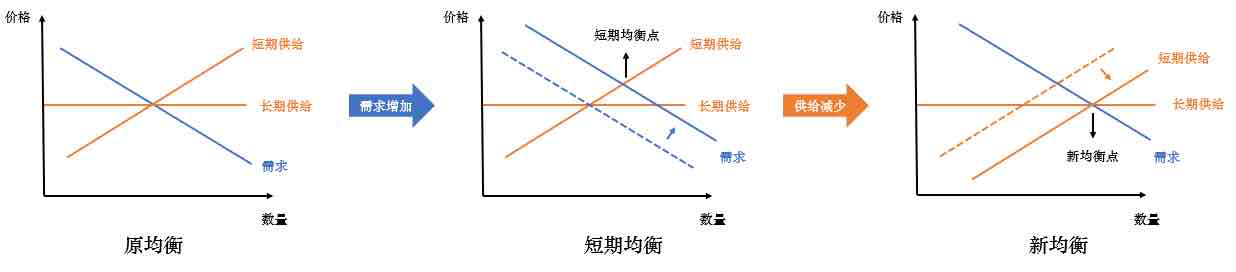 价格
短期供给
长期供给
需求
数量
原均衡
需求增加
价格
短期均衡点
短期供给
长期供给
需求
数量
短期均衡
供给减少
价格
短期供给
长期供给
新均衡点
需求
数量
新均衡